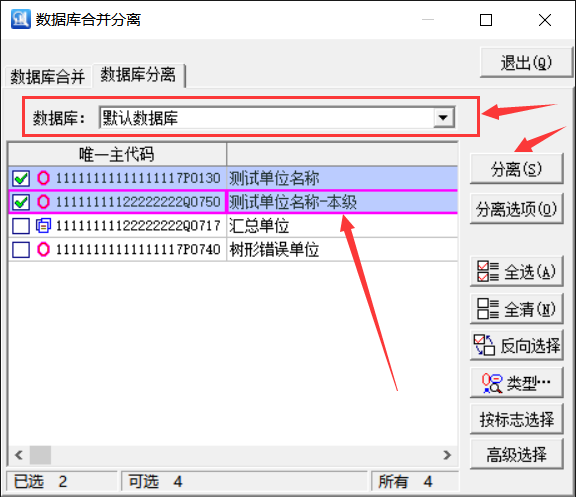 数据库合并分离
退出(Q)
数据库合并 数据库分离
数据库: 默认数据库
唯一主代码
11111111111111117P0130 测试单位名称
11111111122222222Q0750 测试单位名称-本级
11111111122222222Q0717 汇总单位
11111111111111117P0740 树形错误单位
分离(S)
分离选项(O)
全选(A)
全清(N)
反向选择
类型…
按标志选择
高级选择
已选 2 可选 4 所有 4